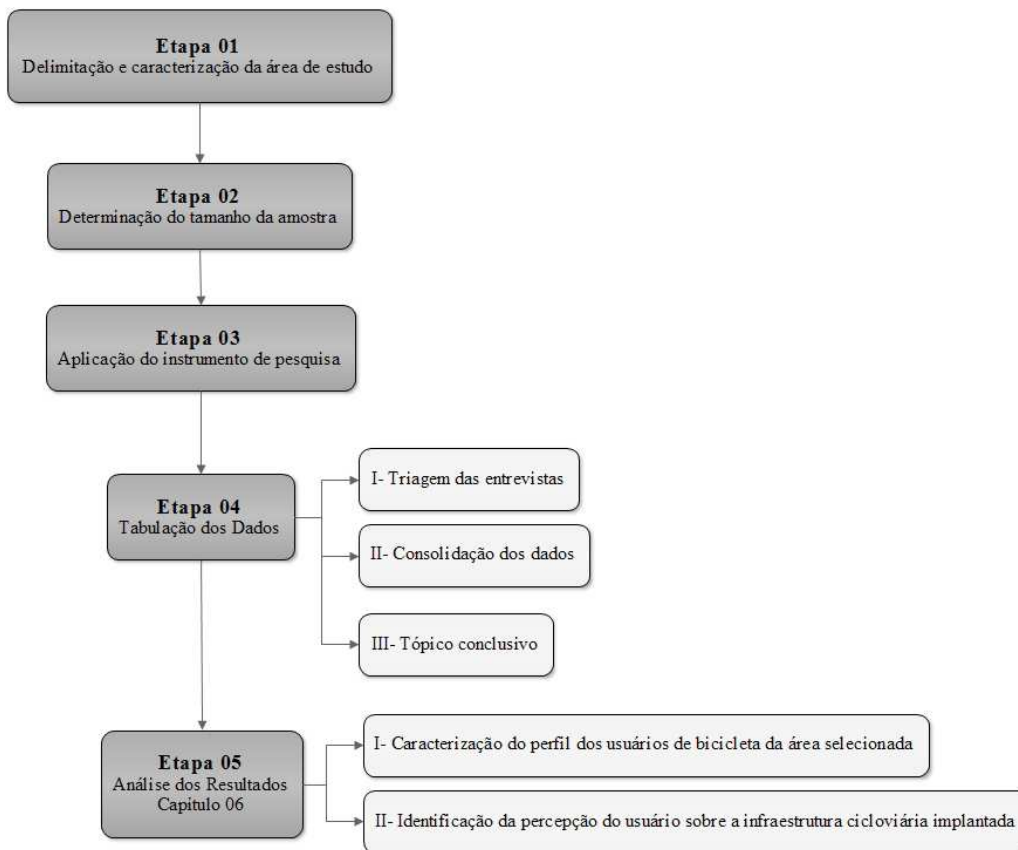 Etapa 01
Delimitação e caracterização da área de estudo
Etapa 02
Determinação do tamanho da amostra
Etapa 03
Aplicação do instrumento de pesquisa
Etapa 04
Tabulação dos Dados
I- Triagem das entrevistas
II- Consolidação dos dados
III- Tópico conclusivo
Etapa 05
Análise dos Resultados
Capitulo 06
I- Caracterização do perfil dos usuários de bicicleta da área selecionada
II- Identificação da percepção do usuário sobre a infraestrutura cicloviária implantada